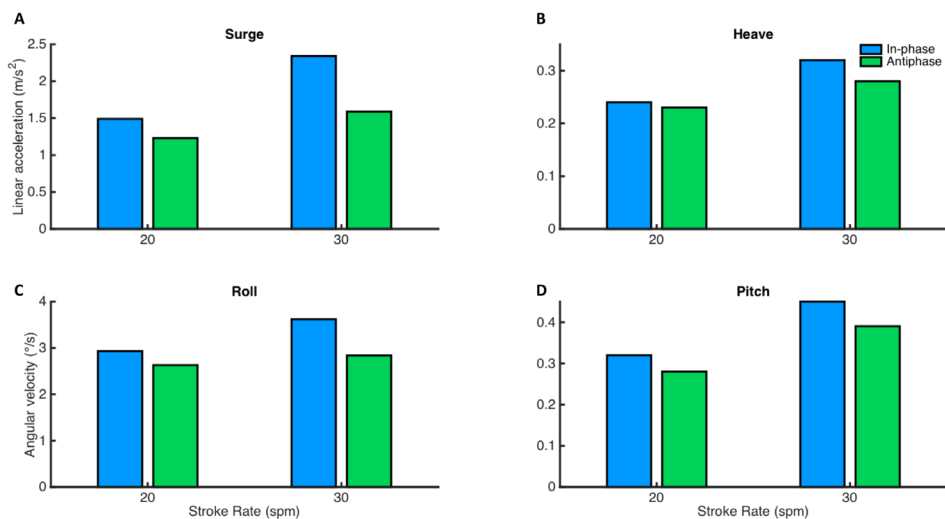 A
Surge
Linear acceleration (m/s²)
2.5
2
1.5
1
0.5
0
20
30
B
Heave
In-phase
Antiphase
0.3
0.2
0.1
0
20
30
C
Roll
Angular velocity (°/s)
4
3
2
1
0
20
30
Stroke Rate (spm)
D
Pitch
0.4
0.3
0.2
0.1
0
20
30
Stroke Rate (spm)